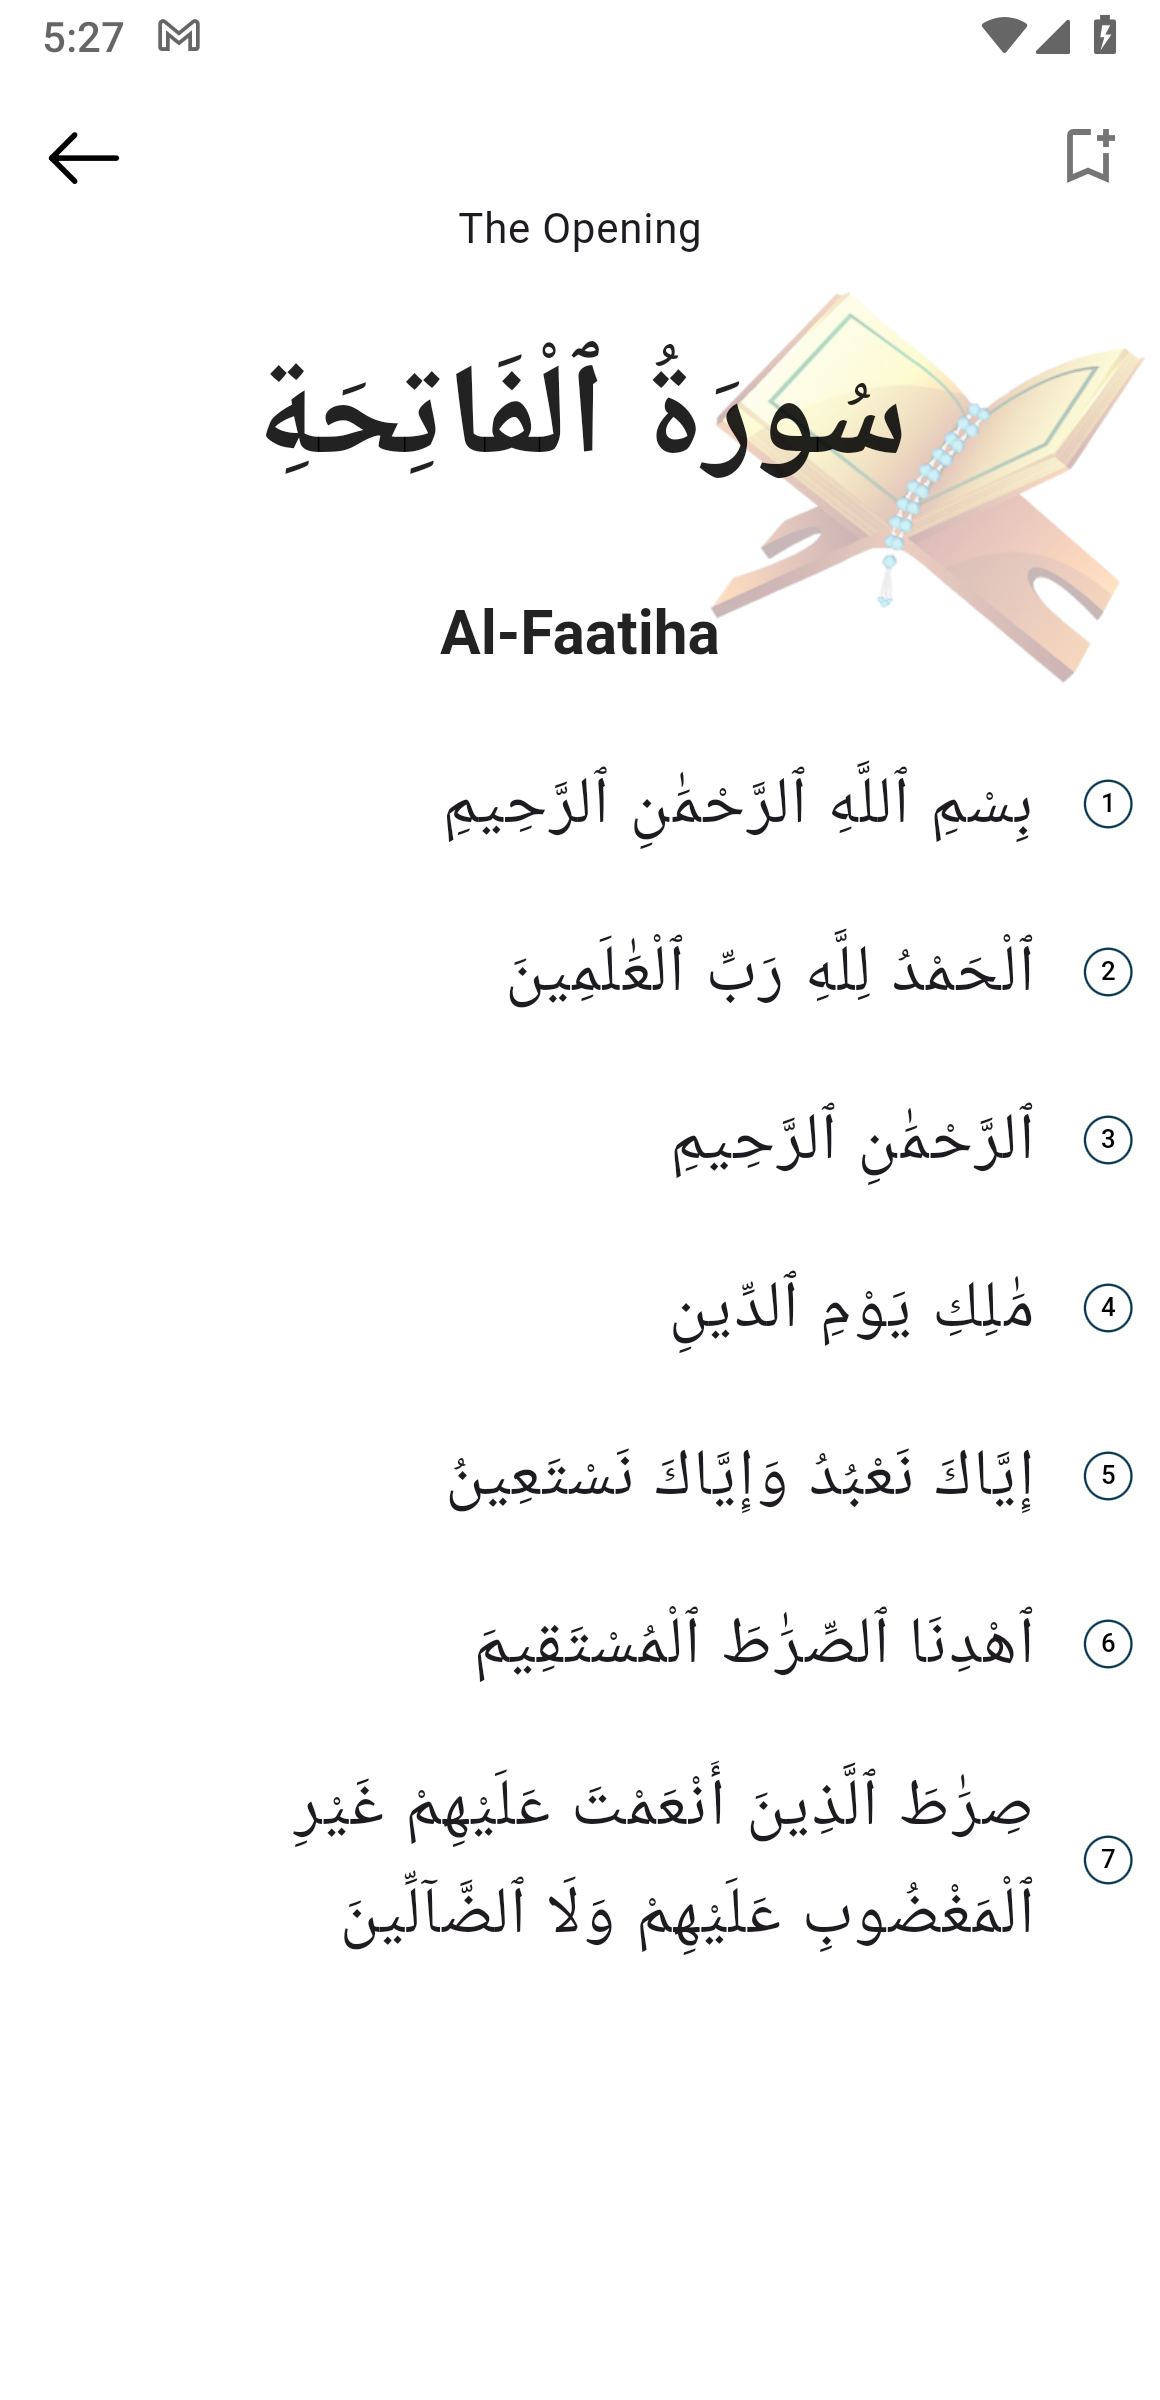 5:27
The Opening
سُورَةُ ٱلْفَاتِحَةِ
Al-Faatiha
بِسْمِ ٱللَّهِ ٱلرَّحْمَٰنِ ٱلرَّحِيمِ
1
ٱلْحَمْدُ لِلَّهِ رَبِّ ٱلْعَٰلَمِينَ
2
ٱلرَّحْمَٰنِ ٱلرَّحِيمِ
3
مَٰلِكِ يَوْمِ ٱلدِّينِ
4
إِيَّاكَ نَعْبُدُ وَإِيَّاكَ نَسْتَعِينُ
5
ٱهْدِنَا ٱلصِّرَٰطَ ٱلْمُسْتَقِيمَ
6
صِرَٰطَ ٱلَّذِينَ أَنْعَمْتَ عَلَيْهِمْ غَيْرِ
ٱلْمَغْضُوبِ عَلَيْهِمْ وَلَا ٱلضَّآلِّينَ
7